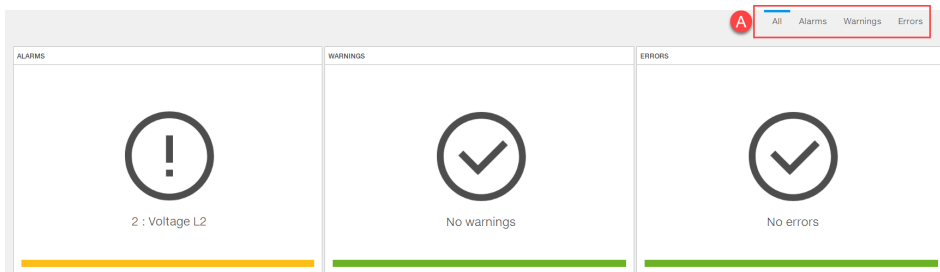 A All Alarms Warnings Errors
ALARMS WARNINGS ERRORS
2 : Voltage L2 No warnings No errors